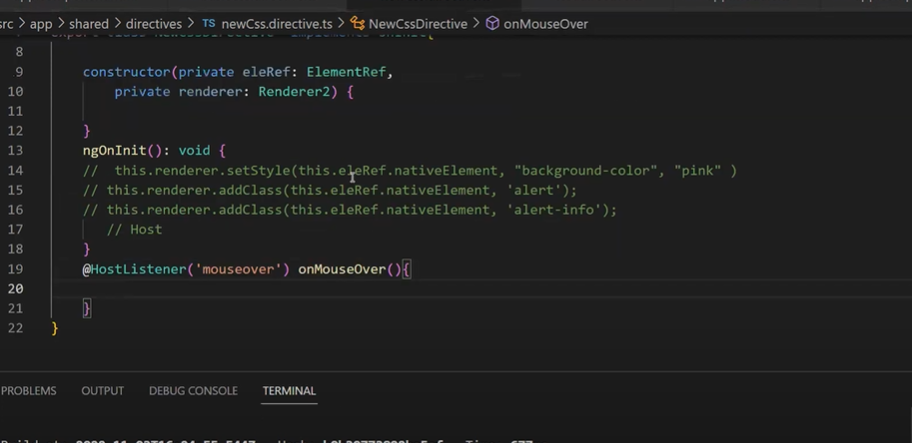 src > app > shared > directives > TS newCss.directive.ts > NewCssDirective > onMouseOver
8
9 constructor(private eleRef: ElementRef,
10 private renderer: Renderer2) {
11
12 }
13 ngOnInit(): void {
14 // this.renderer.setStyle(this.eleRef.nativeElement, "background-color", "pink" )
15 // this.renderer.addClass(this.eleRef.nativeElement, 'alert');
16 // this.renderer.addClass(this.eleRef.nativeElement, 'alert-info');
17 // Host
18 }
19 @HostListener('mouseover') onMouseOver(){
20
21 }
22 }
PROBLEMS OUTPUT DEBUG CONSOLE TERMINAL